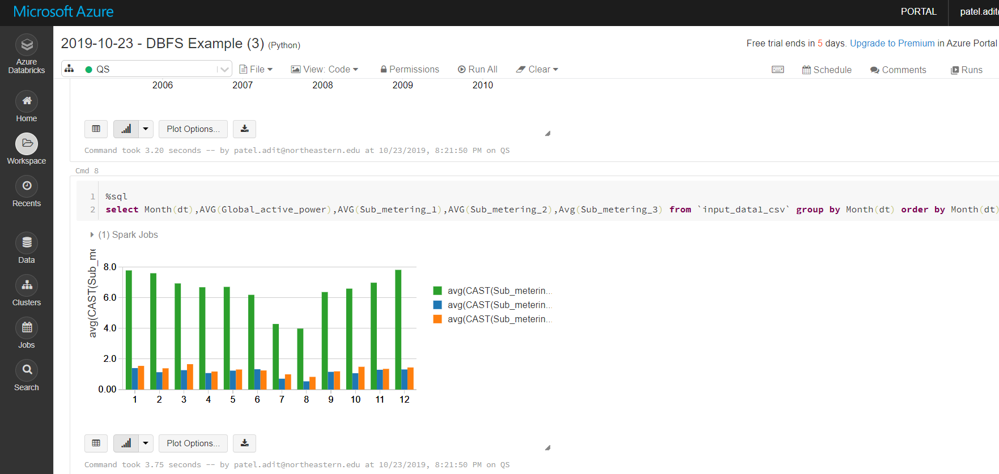 Microsoft Azure
PORTAL
patel.adit
Azure
Databricks
Home
Workspace
Recents
Data
Clusters
Jobs
Search
2019-10-23 - DBFS Example (3) (Python)
Free trial ends in 5 days. Upgrade to Premium in Azure Portal
QS
File
View: Code
Permissions
Run All
Clear
Schedule
Comments
Runs
2006 2007 2008 2009 2010
Plot Options...
Command took 3.20 seconds -- by patel.adit@northeastern.edu at 10/23/2019, 8:21:50 PM on QS
Cmd 8
1 %sql
2 select Month(dt),AVG(Global_active_power),AVG(Sub_metering_1),AVG(Sub_metering_2),Avg(Sub_metering_3) from `input_data1_csv` group by Month(dt) order by Month(dt)
(1) Spark Jobs
avg(CAST(Sub_me
8.0
6.0
4.0
2.0
0.00
1 2 3 4 5 6 7 8 9 10 11 12
avg(CAST(Sub_meterin...
avg(CAST(Sub_meterin...
avg(CAST(Sub_meterin...
Plot Options...
Command took 3.75 seconds -- by patel.adit@northeastern.edu at 10/23/2019, 8:21:50 PM on QS